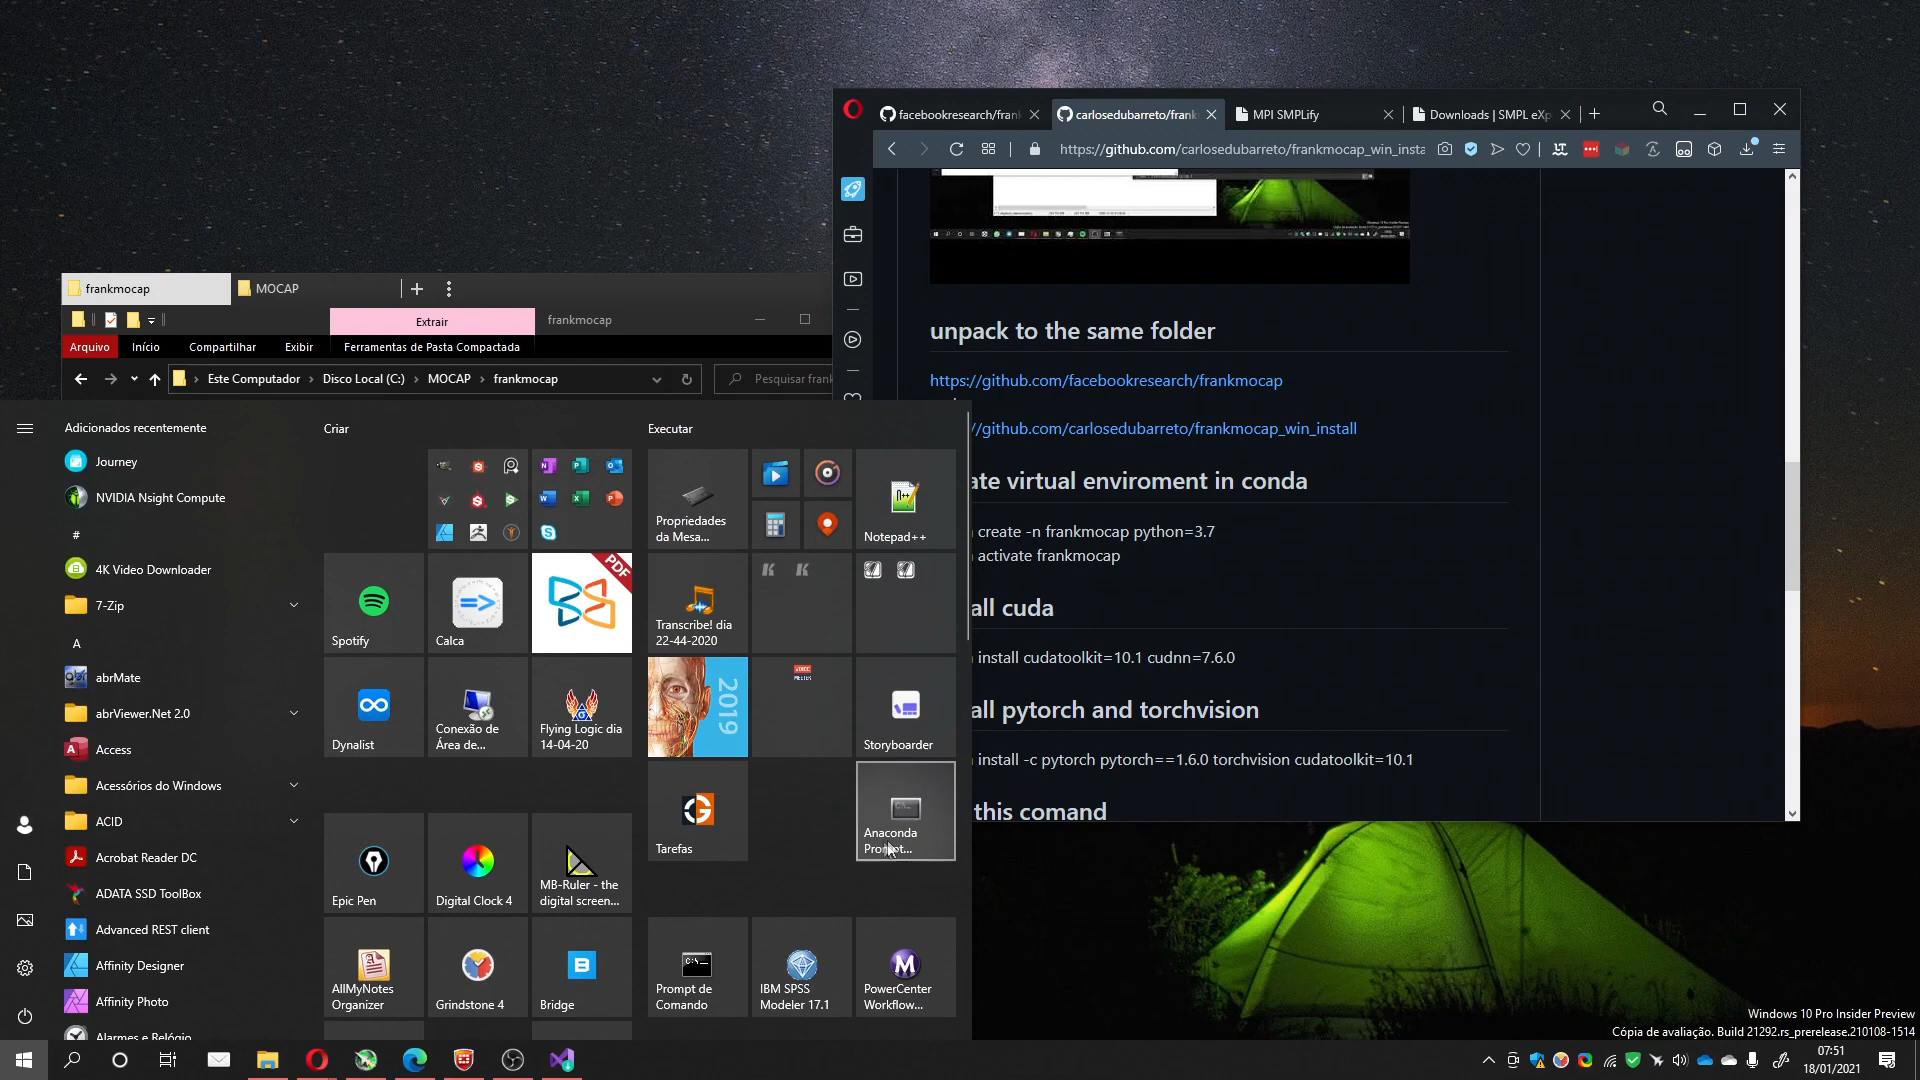 facebookresearch/fran
carlosedubarreto/frank
MPI SMPLify
Downloads | SMPL eXp
https://github.com/carlosedubarreto/frankmocap_win_insta
frankmocap
MOCAP
Extrair
frankmocap
Arquivo
Início
Compartilhar
Exibir
Ferramentas de Pasta Compactada
Este Computador
Disco Local (C:)
MOCAP
frankmocap
Pesquisar frank
unpack to the same folder
https://github.com/facebookresearch/frankmocap
//github.com/carlosedubarreto/frankmocap_win_install
ate virtual enviroment in conda
create -n frankmocap python=3.7
activate frankmocap
all cuda
install cudatoolkit=10.1 cudnn=7.6.0
all pytorch and torchvision
install -c pytorch pytorch==1.6.0 torchvision cudatoolkit=10.1
this comand
Adicionados recentemente
Journey
NVIDIA Nsight Compute
#
4K Video Downloader
7-Zip
A
abrMate
abrViewer.Net 2.0
Access
Acessórios do Windows
ACID
Acrobat Reader DC
ADATA SSD ToolBox
Advanced REST client
Affinity Designer
Affinity Photo
Alarmes e Relógio
Criar
Spotify
Calca
PDF
Dynalist
Conexão de
Área de...
Flying Logic dia
14-04-20
Epic Pen
Digital Clock 4
MB-Ruler - the
digital screen...
AllMyNotes
Organizer
Grindstone 4
Bridge
Executar
Propriedades
da Mesa...
Notepad++
Transcribe! dia
22-44-2020
2019
Storyboarder
Tarefas
Anaconda
Prompt...
Prompt de
Comando
IBM SPSS
Modeler 17.1
PowerCenter
Workflow...
Windows 10 Pro Insider Preview
Cópia de avaliação. Build 21292.rs_prerelease.210108-1514
07:51
18/01/2021